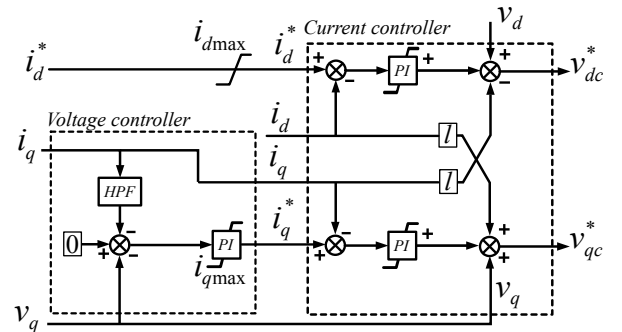 Current controller
v_d
i_dmax
i_d^*
i_d^*
+
-
PI
+
+
-
v_dc^*
Voltage controller
i_d
l
i_q
i_q
l
HPF
-
0
+
-
PI
i_qmax
i_q^*
-
+
PI
+
+
+
v_qc^*
v_q
v_q